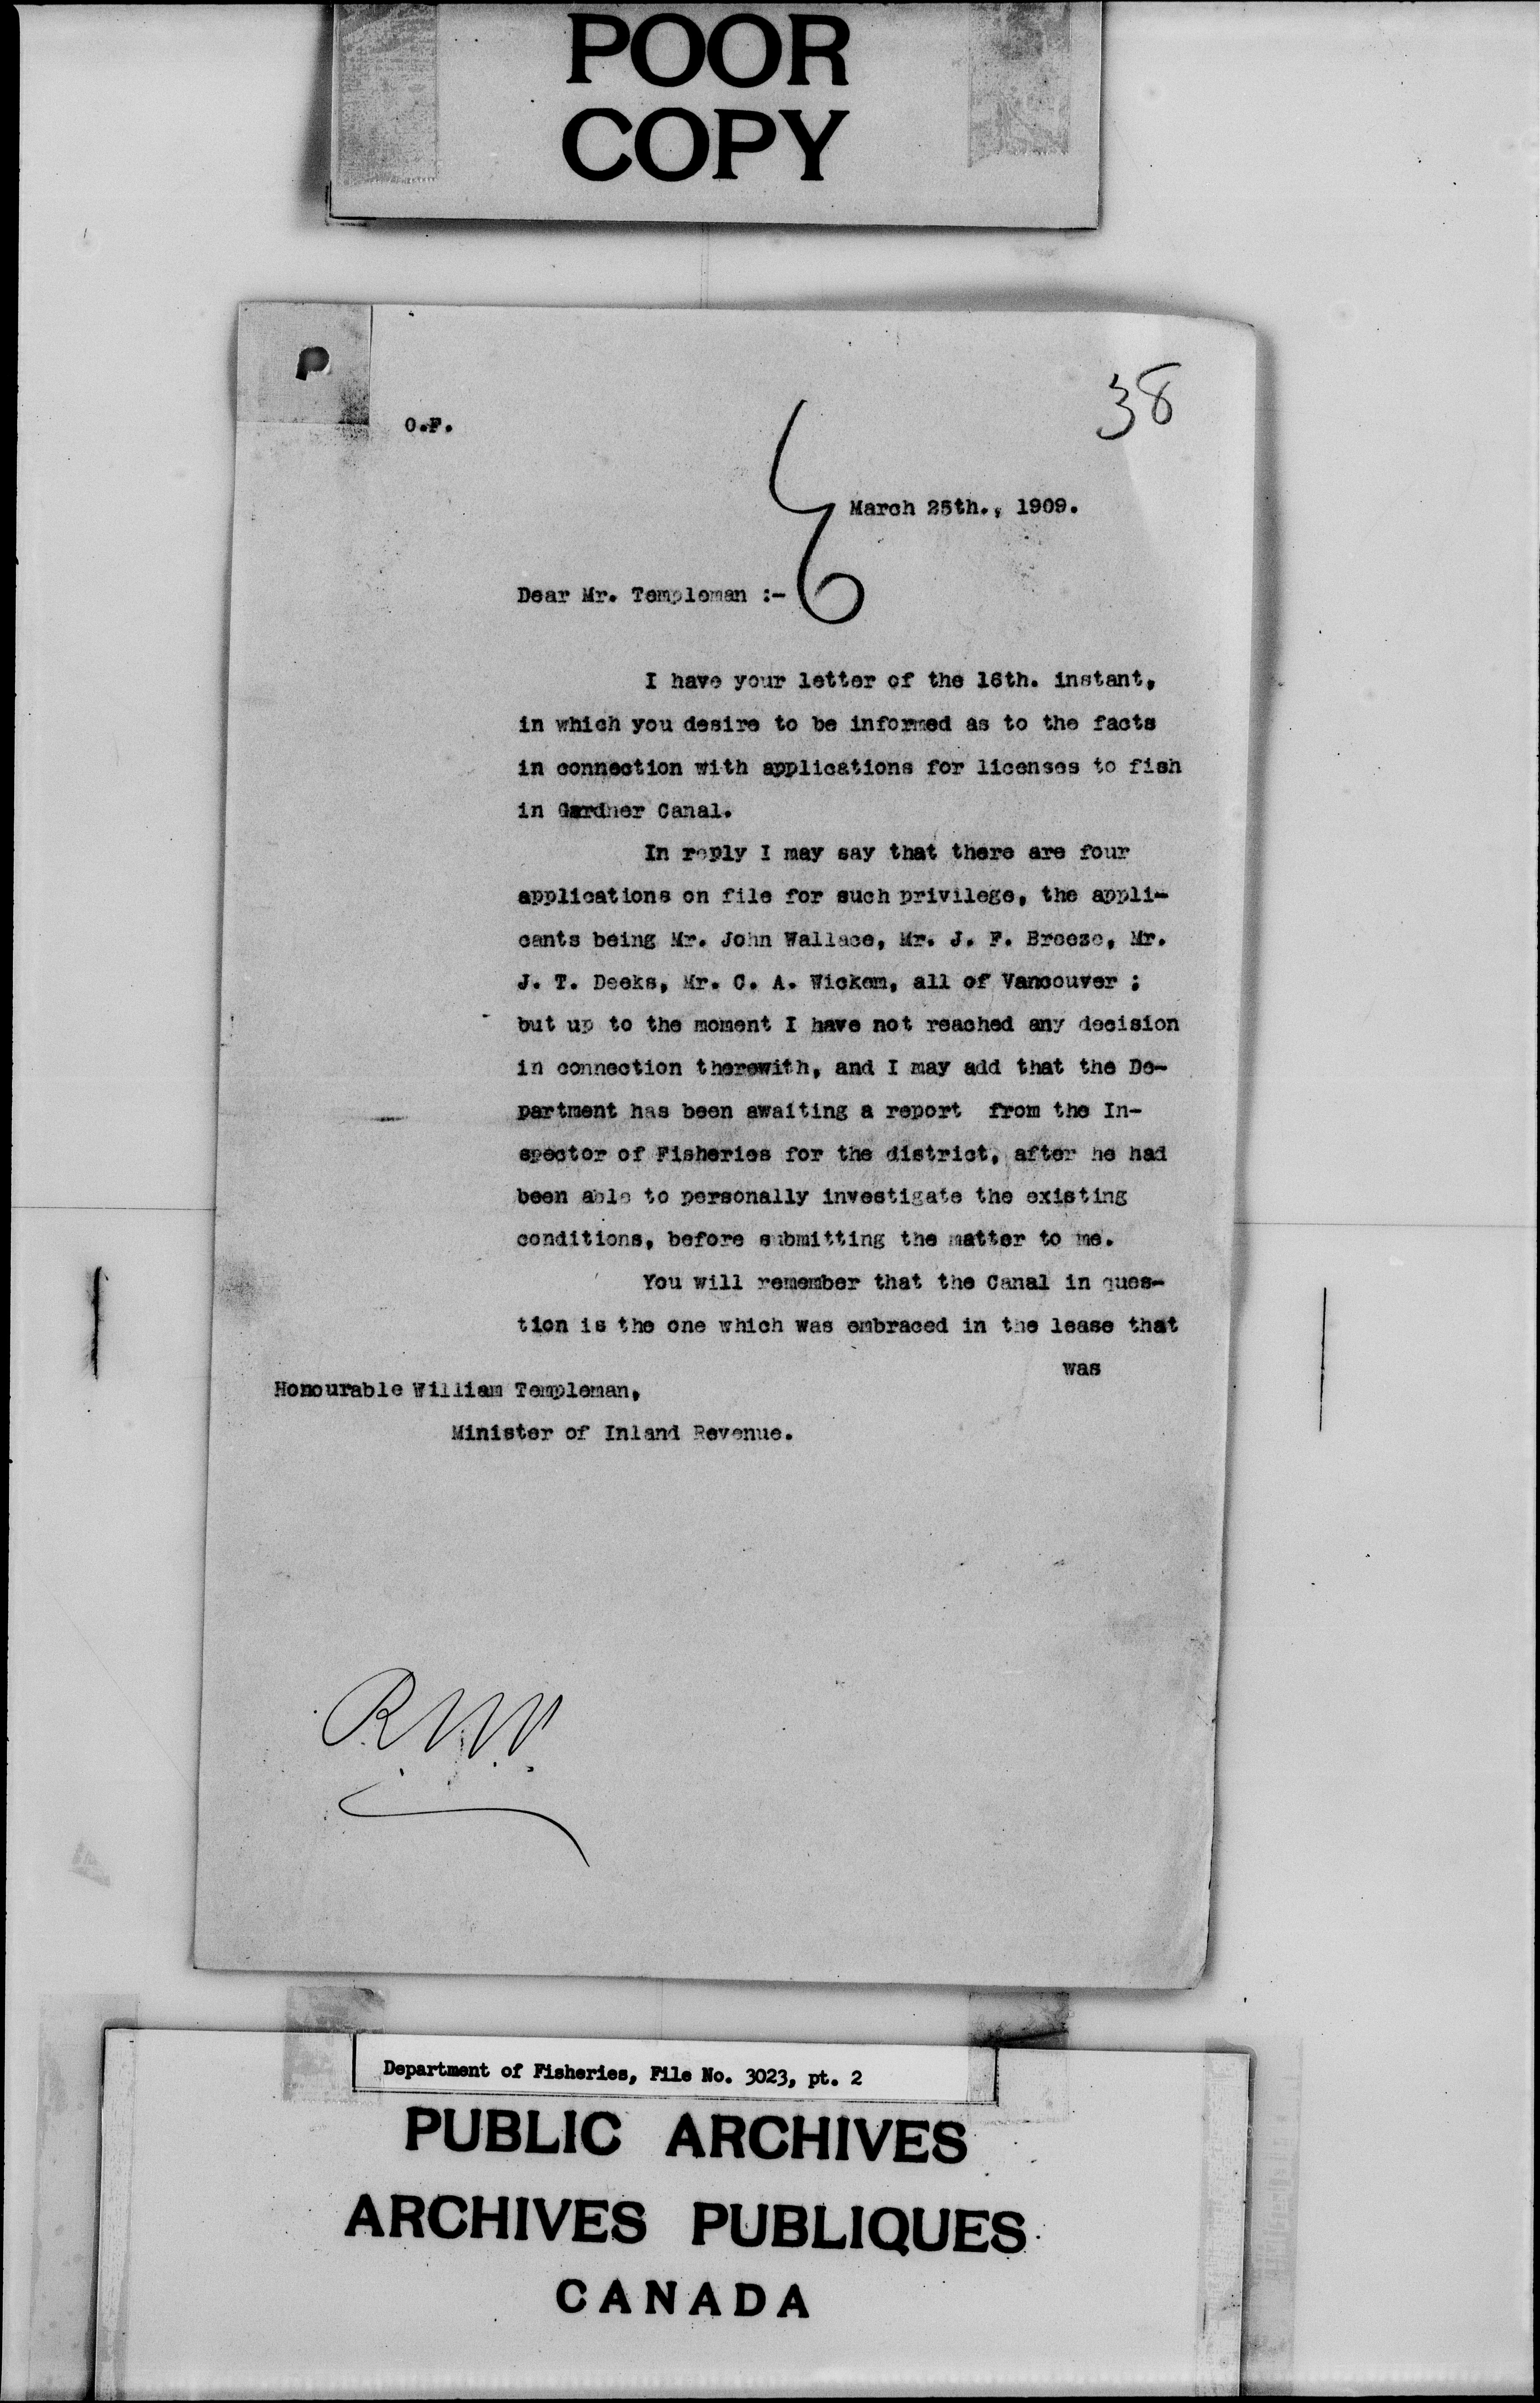 POOR
COPY
38
O.F.
March 25th., 1909.
Dear Mr. Templeman :-
I have your letter of the 16th. instant,
in which you desire to be informed as to the facts
in connection with applications for licenses to fish
in Gardner Canal.
In reply I may say that there are four
applications on file for such privilege, the appli-
cants being Mr. John Wallace, Mr. J. F. Breeze, Mr.
J. T. Deeks, Mr. C. A. Wickem, all of Vancouver ;
but up to the moment I have not reached any decision
in connection therewith, and I may add that the De-
partment has been awaiting a report from the In-
spector of Fisheries for the district, after he had
been able to personally investigate the existing
conditions, before submitting the matter to me.
You will remember that the Canal in ques-
tion is the one which was embraced in the lease that
was
Honourable William Templeman,
Minister of Inland Revenue.
Department of Fisheries, File No. 3023, pt. 2
PUBLIC ARCHIVES
ARCHIVES PUBLIQUES
CANADA